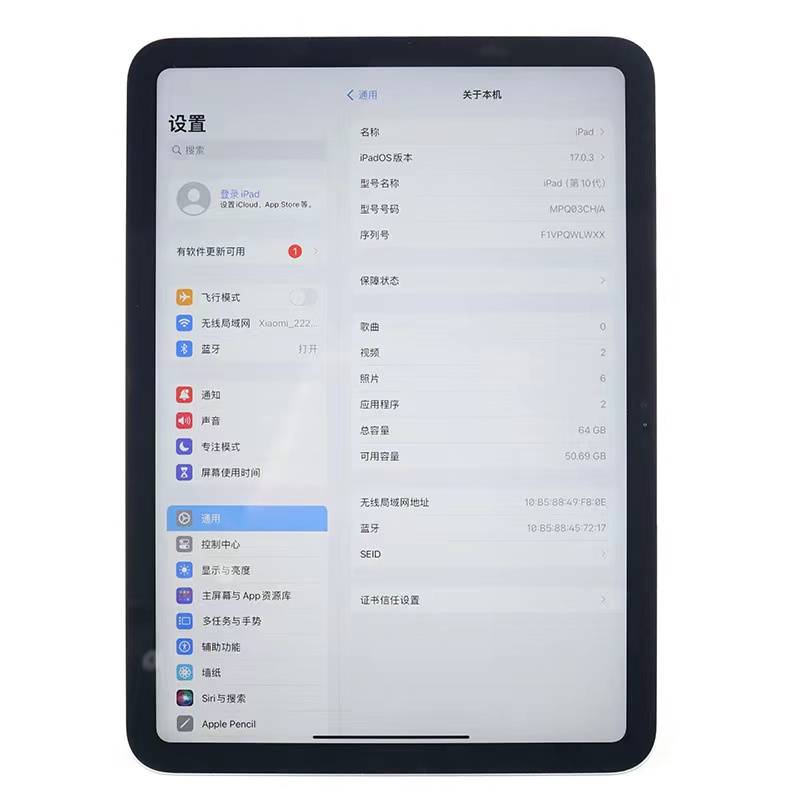 设置
搜索
登录 iPad
设置 iCloud、App Store 等。
有软件更新可用 1
飞行模式
无线局域网 Xiaomi_222...
蓝牙 打开
通知
声音
专注模式
屏幕使用时间
通用
控制中心
显示与亮度
主屏幕与 App 资源库
多任务与手势
辅助功能
墙纸
Siri 与搜索
Apple Pencil
通用 关于本机
名称 iPad
iPadOS 版本 17.0.3
型号名称 iPad (第10代)
型号号码 MPQ03CH/A
序列号 F1VPQWLWXX
保障状态
歌曲 0
视频 2
照片 6
应用程序 2
总容量 64 GB
可用容量 50.69 GB
无线局域网地址 10:B5:88:49:F8:0E
蓝牙 10:B5:88:45:72:17
SEID
证书信任设置